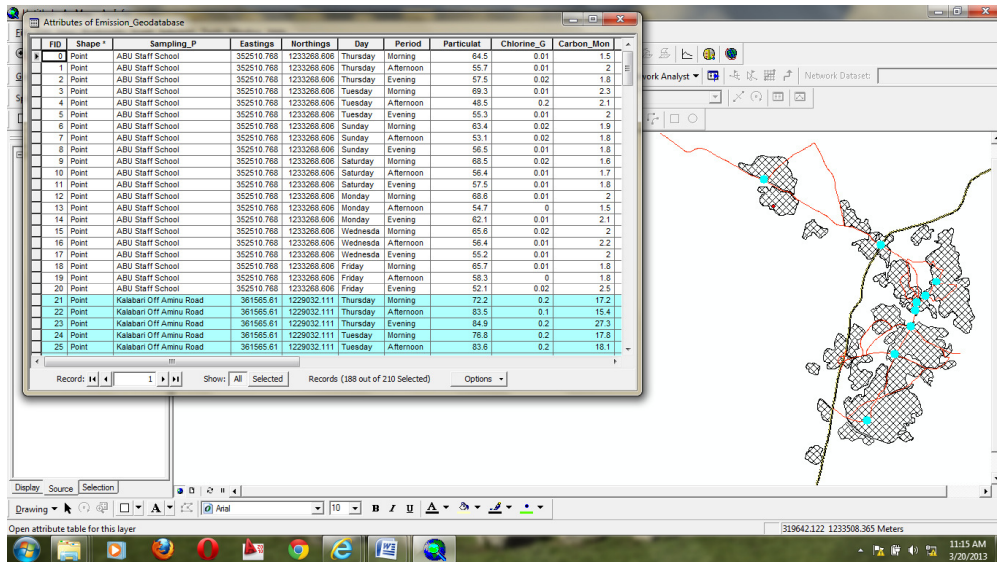 Attributes of Emission_Geodatabase
FID Shape * Sampling_P Eastings Northings Day Period Particulat Chlorine_G Carbon_Mon
0 Point ABU Staff School 352510.768 1233268.606 Thursday Morning 64.5 0.01 1.5
1 Point ABU Staff School 352510.768 1233268.606 Thursday Afternoon 55.7 0.01 2
2 Point ABU Staff School 352510.768 1233268.606 Thursday Evening 57.5 0.02 1.8
3 Point ABU Staff School 352510.768 1233268.606 Tuesday Morning 69.3 0.01 2.3
4 Point ABU Staff School 352510.768 1233268.606 Tuesday Afternoon 48.5 0.2 2.1
5 Point ABU Staff School 352510.768 1233268.606 Tuesday Evening 55.3 0.01 2
6 Point ABU Staff School 352510.768 1233268.606 Sunday Morning 63.4 0.02 1.9
7 Point ABU Staff School 352510.768 1233268.606 Sunday Afternoon 53.1 0.02 1.8
8 Point ABU Staff School 352510.768 1233268.606 Sunday Evening 56.5 0.01 1.8
9 Point ABU Staff School 352510.768 1233268.606 Saturday Morning 68.5 0.02 1.6
10 Point ABU Staff School 352510.768 1233268.606 Saturday Afternoon 56.4 0.01 1.7
11 Point ABU Staff School 352510.768 1233268.606 Saturday Evening 57.5 0.01 1.8
12 Point ABU Staff School 352510.768 1233268.606 Monday Morning 68.6 0.01 2
13 Point ABU Staff School 352510.768 1233268.606 Monday Afternoon 54.7 0 1.5
14 Point ABU Staff School 352510.768 1233268.606 Monday Evening 62.1 0.01 2.1
15 Point ABU Staff School 352510.768 1233268.606 Wednesda Morning 65.6 0.02 2
16 Point ABU Staff School 352510.768 1233268.606 Wednesda Afternoon 56.4 0.01 2.2
17 Point ABU Staff School 352510.768 1233268.606 Wednesda Evening 55.2 0.01 2
18 Point ABU Staff School 352510.768 1233268.606 Friday Morning 65.7 0.01 1.8
19 Point ABU Staff School 352510.768 1233268.606 Friday Afternoon 58.3 0 1.8
20 Point ABU Staff School 352510.768 1233268.606 Friday Evening 52.1 0.02 2.5
21 Point Kalabari Off Aminu Road 361565.61 1229032.111 Thursday Morning 72.2 0.2 17.2
22 Point Kalabari Off Aminu Road 361565.61 1229032.111 Thursday Afternoon 83.5 0.1 15.4
23 Point Kalabari Off Aminu Road 361565.61 1229032.111 Thursday Evening 84.9 0.2 27.3
24 Point Kalabari Off Aminu Road 361565.61 1229032.111 Tuesday Morning 76.8 0.2 17.8
25 Point Kalabari Off Aminu Road 361565.61 1229032.111 Tuesday Afternoon 83.6 0.2 18.1
Record: 1 Show: All Selected Records (188 out of 210 Selected) Options
Analyst Network Dataset:
Display Source Selection
Drawing A Arial 10 B I U A
Open attribute table for this layer 319642.122 1233508.365 Meters
11:15 AM
3/20/2013